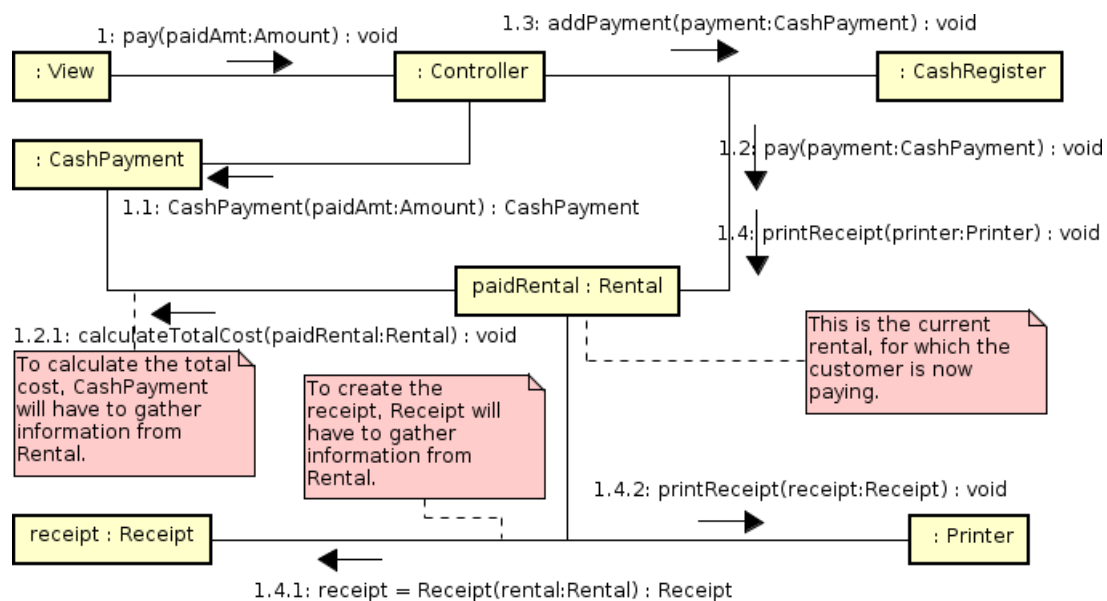 1.3: addPayment(payment:CashPayment) : void
1: pay(paidAmt:Amount) : void
: View
: Controller
: CashRegister
: CashPayment
1.2: pay(payment:CashPayment) : void
1.1: CashPayment(paidAmt:Amount) : CashPayment
1.4: printReceipt(printer:Printer) : void
paidRental : Rental
1.2.1: calculateTotalCost(paidRental:Rental) : void
This is the current
rental, for which the
customer is now
paying.
To calculate the total
cost, CashPayment
will have to gather
information from
Rental.
To create the
receipt, Receipt will
have to gather
information from
Rental.
1.4.2: printReceipt(receipt:Receipt) : void
receipt : Receipt
: Printer
1.4.1: receipt = Receipt(rental:Rental) : Receipt